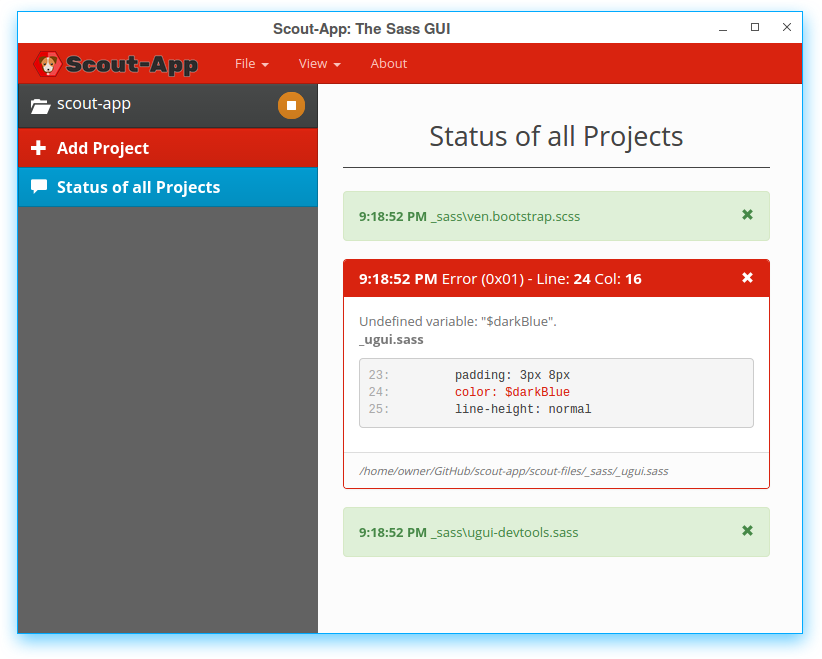 Scout-App: The Sass GUI
Scout-App File View About
scout-app
Add Project
Status of all Projects
Status of all Projects
9:18:52 PM _sass\ven.bootstrap.scss
9:18:52 PM Error (0x01) - Line: 24 Col: 16
Undefined variable: "$darkBlue".
_ugui.sass
23: padding: 3px 8px
24: color: $darkBlue
25: line-height: normal
/home/owner/GitHub/scout-app/scout-files/_sass/_ugui.sass
9:18:52 PM _sass\ugui-devtools.sass